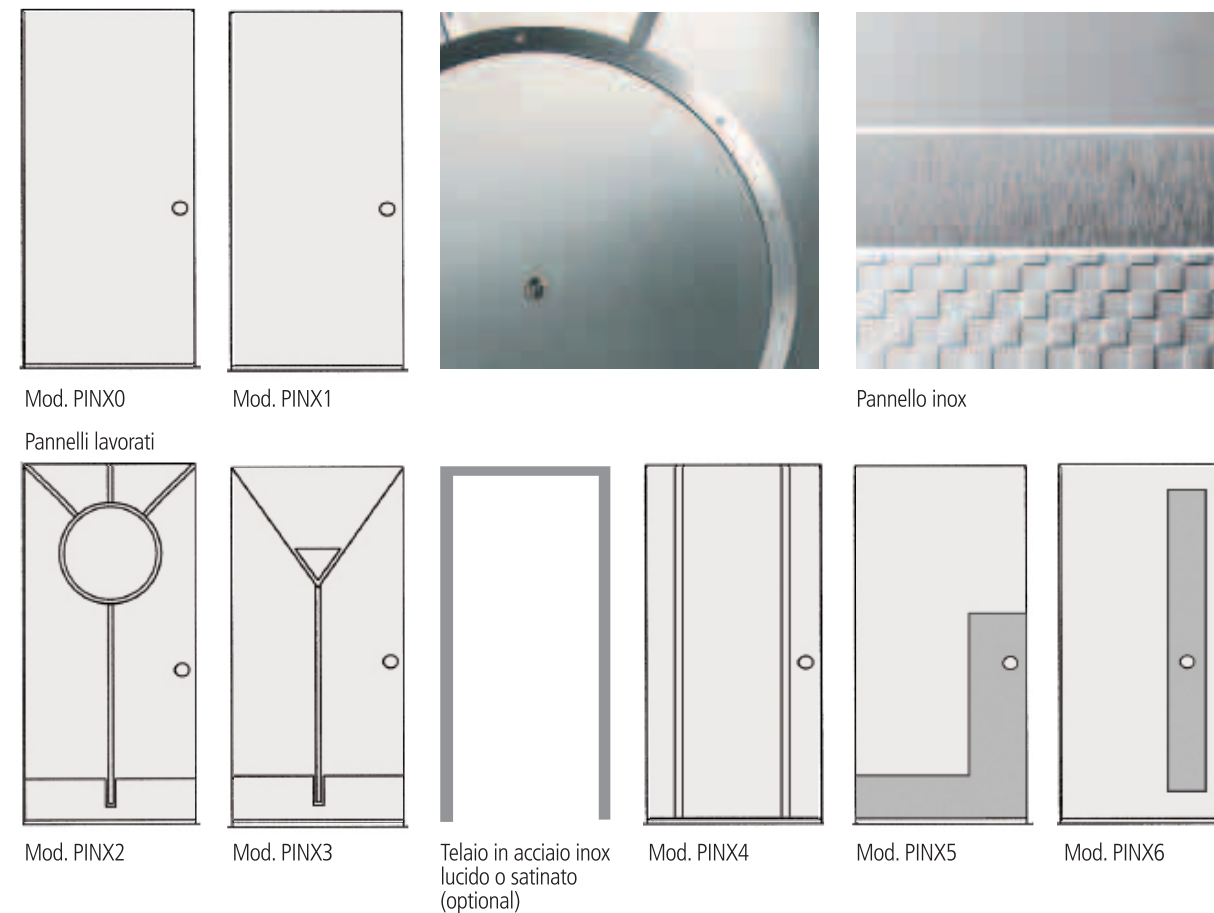 Mod. PINX0
Mod. PINX1
Pannello inox
Pannelli lavorati
Mod. PINX2
Mod. PINX3
Telaio in acciaio inox
lucido o satinato
(optional)
Mod. PINX4
Mod. PINX5
Mod. PINX6